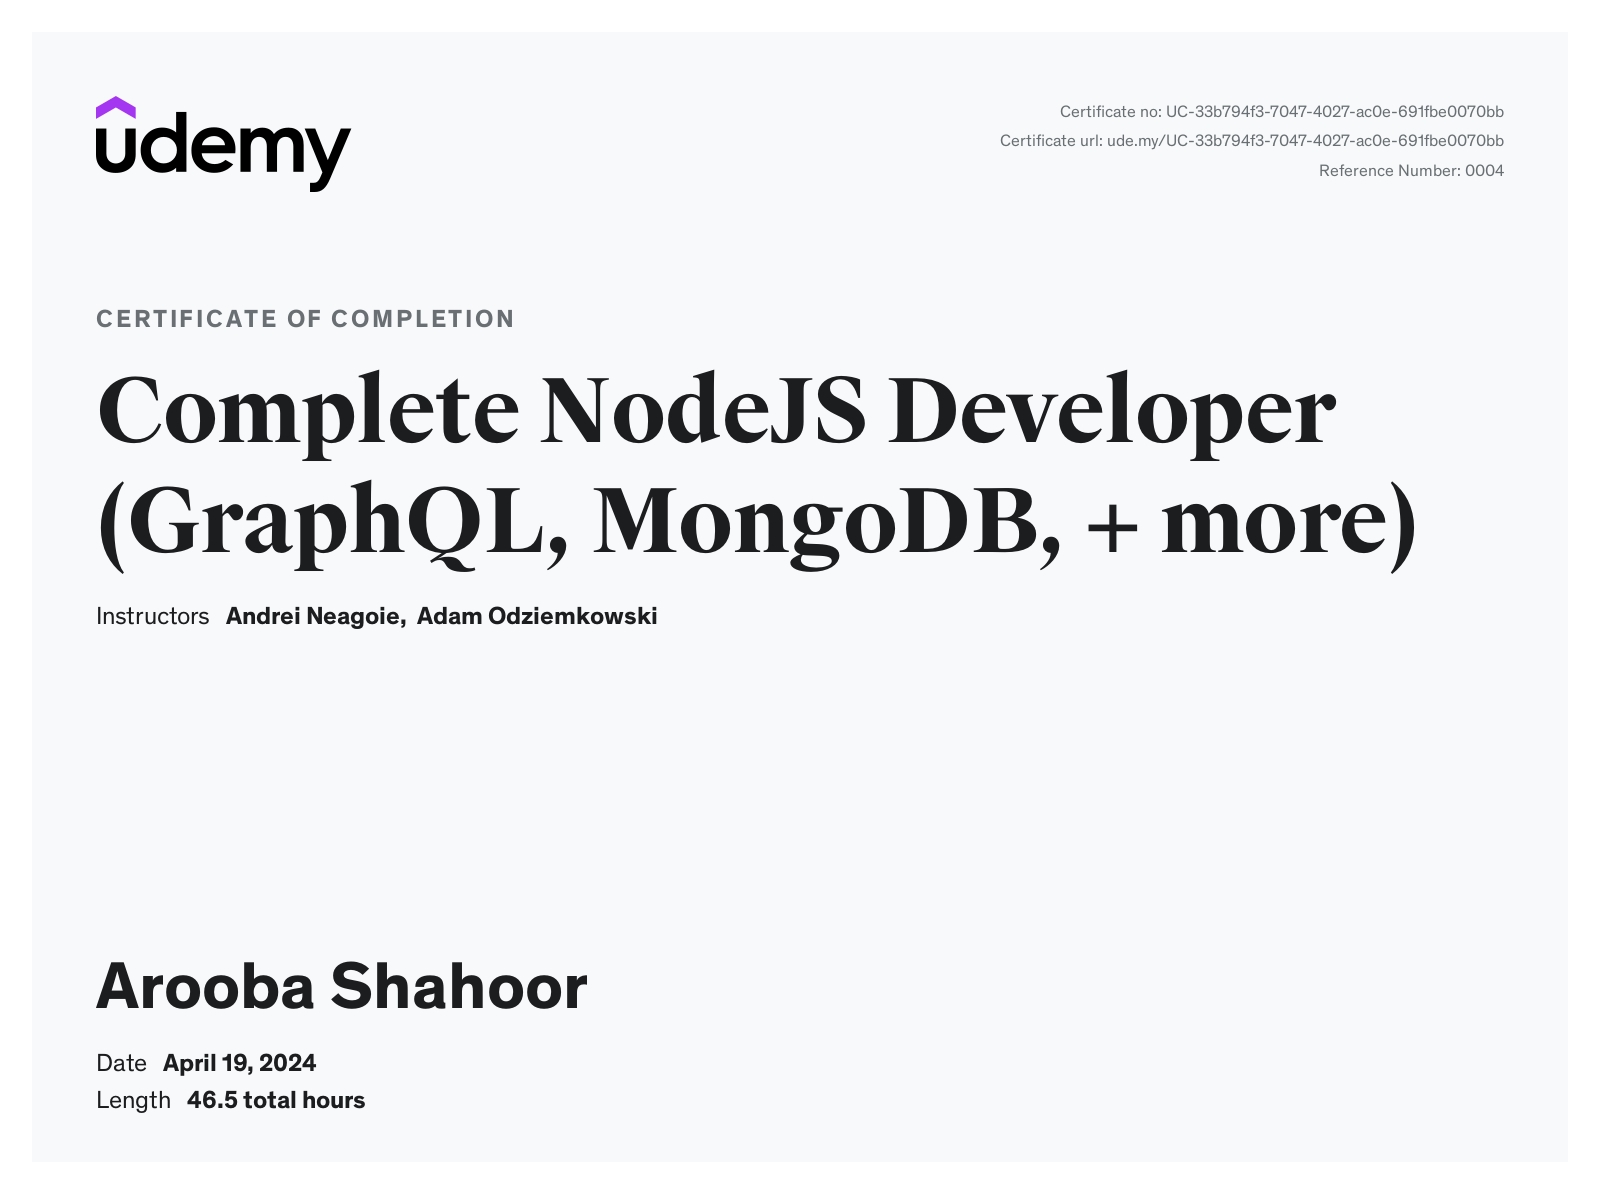 udemy
Certificate no: UC-33b794f3-7047-4027-ac0e-691fbe0070bb
Certificate url: ude.my/UC-33b794f3-7047-4027-ac0e-691fbe0070bb
Reference Number: 0004
CERTIFICATE OF COMPLETION
Complete NodeJS Developer
(GraphQL, MongoDB, + more)
Instructors Andrei Neagoie, Adam Odziemkowski
Arooba Shahoor
Date April 19, 2024
Length 46.5 total hours